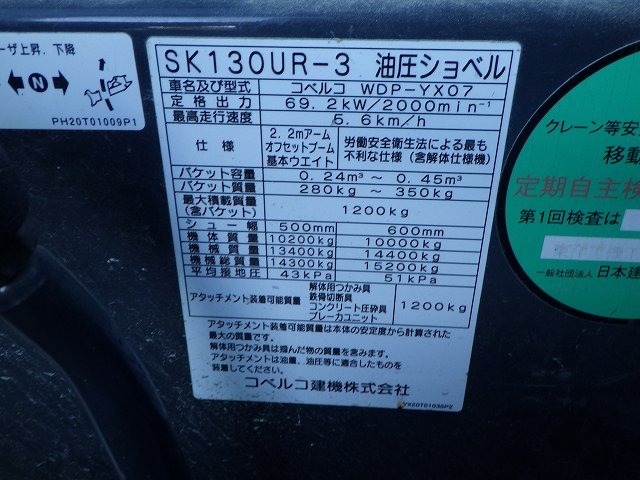 ーザ上昇、下降
N
PH20T01009P1
SK130UR-3 油圧ショベル
車名及び型式 コベルコ WDP-YX07
定格出力 69.2kW/2000min⁻¹
最高走行速度 5.6km/h
仕様 2.2mアーム オフセットブーム 基本ウエイト 労働安全衛生法による最も不利な仕様(含解体仕様機)
バケット容量 0.24m³ ~ 0.45m³
バケット質量 280kg ~ 350kg
最大積載質量(含バケット) 1200kg
シュー幅 500mm 600mm
機体質量 10200kg 10000kg
機械質量 13400kg 14400kg
機械総質量 14300kg 15200kg
平均接地圧 43kPa 51kPa
アタッチメント装着可能質量 解体用つかみ具 鉄骨切断具 コンクリート圧砕具 ブレーカユニット 1200kg
アタッチメント装着可能質量は本体の安定度から計算された
最大の質量です。
解体用つかみ具は掴んだ物の質量を含みます。
アタッチメントは油量、油圧等に適合したものを
装着してください。
コベルコ建機株式会社
YX20T01035P2
クレーン等安
移動
定期自主検
第1回検査は
一般社団法人 日本建